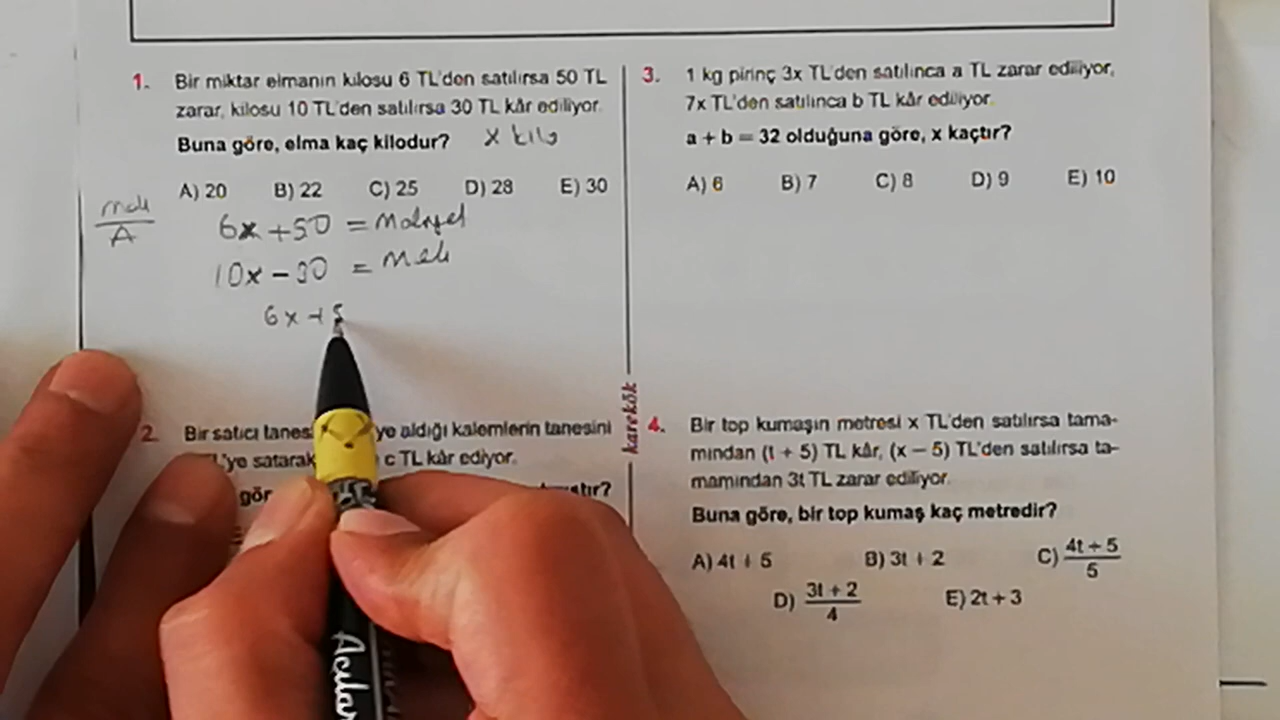 1. Bir miktar elmanın kilosu 6 TL'den satılırsa 50 TL
zarar, kilosu 10 TL'den satılırsa 30 TL kâr ediliyor.
Buna göre, elma kaç kilodur? x kilo
A) 20 B) 22 C) 25 D) 28 E) 30
A
6x + 50 =
10x - 30 =
6x + 5
2. Bir satıcı tanes ye aldığı kalemlerin tanesini
L'ye satarak c TL kâr ediyor.
gör ıştır?
karekök
3. 1 kg pirinç 3x TL'den satılınca a TL zarar ediliyor,
7x TL'den satılınca b TL kâr ediliyor.
a + b = 32 olduğuna göre, x kaçtır?
A) 6 B) 7 C) 8 D) 9 E) 10
4. Bir top kumaşın metresi x TL'den satılırsa tama-
mından (t + 5) TL kâr, (x – 5) TL'den satılırsa ta-
mamından 3t TL zarar ediliyor.
Buna göre, bir top kumaş kaç metredir?
A) 4t + 5 B) 3t + 2 C) 4t + 5 / 5
D) 3t + 2 / 4 E) 2t + 3
Açılar